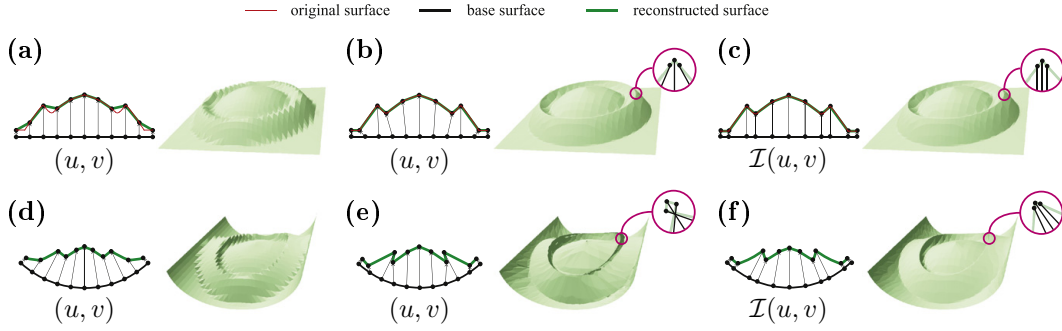 original surface base surface reconstructed surface
(a) (b) (c)
(u, v) (u, v) ℐ(u, v)
(d) (e) (f)
(u, v) (u, v) ℐ(u, v)